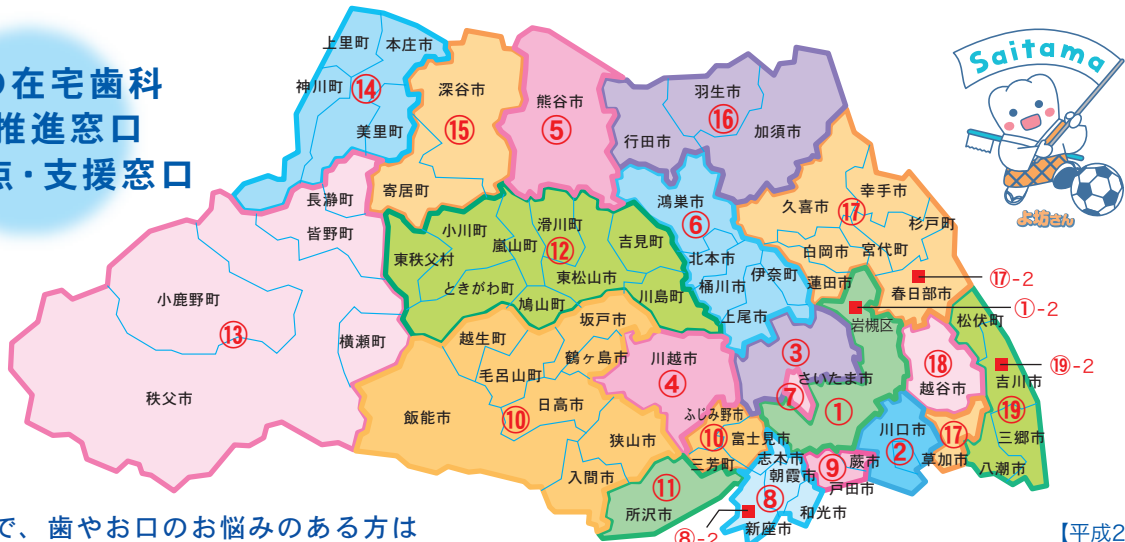 の在宅歯科
推進窓口
点・支援窓口
Saitama
よ坊さん
上里町
本庄市
神川町
⑭
美里町
深谷市
⑮
寄居町
熊谷市
⑤
羽生市
⑯
行田市
加須市
長瀞町
皆野町
小鹿野町
⑬
横瀬町
秩父市
小川町
滑川町
嵐山町
⑫
吉見町
東秩父村
東松山市
ときがわ町
鳩山町
川島町
鴻巣市
⑥
北本市
桶川市
伊奈町
上尾市
幸手市
久喜市
⑰
杉戸町
白岡市
宮代町
蓮田市
春日部市
⑰-2
①-2
岩槻区
松伏町
⑲-2
吉川市
⑲
三郷市
八潮市
⑱
越谷市
⑰
草加市
坂戸市
越生町
鶴ヶ島市
毛呂山町
日高市
飯能市
⑩
狭山市
入間市
川越市
④
③
さいたま市
⑦
①
ふじみ野市
⑩
富士見市
三芳町
川口市
②
志木市
朝霞市
⑨
蕨市
戸田市
⑧
和光市
新座市
⑧-2
⑪
所沢市
で、歯やお口のお悩みのある方は
【平成2